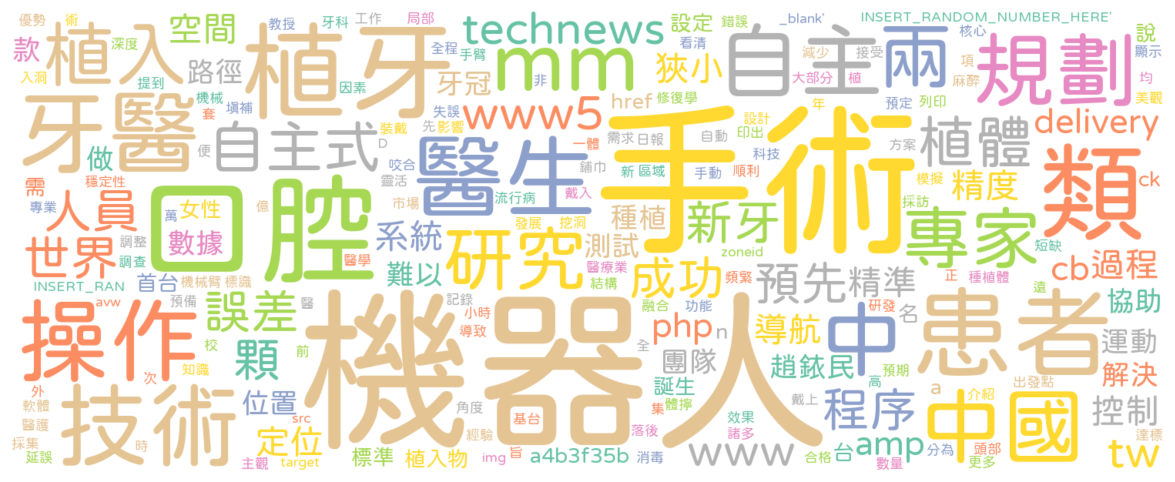 優勢
術
植入
深度
空間
教授
牙科
工作
局部
technews
設定
錯誤
_blank'
INSERT_RANDOM_NUMBER_HERE'
說
款
入洞
提到
路徑
植牙
全程
手臂
牙冠
mm
看清
狹小
自主
減少
接受
兩
核心
項
麻醉
規劃
顯示
均
美觀
牙醫
機械
套
填補
因素
非
失誤
www5
href
修復學
大部分
植
年
預定
列印
delivery
做
自主式
便
裝戴
D
先
影響
醫生
一體
手術
需求
日報
自動
設計
印出
方案
植體
類
ck
需
穩定性
專業
人員
萬
女性
口腔
咬合
靈活
市場
流行病
鋪巾
戴入
新
區域
手動
科技
順利
模擬
精度
採訪
世界
調整
調查
數據
億
系統
發展
挖洞
種植
新牙
專家
短缺
INSERT_RAN
首台
機械臂
標識
醫學
難以
研究
測試
醫療業
結構
zoneid
成功
頻繁
預先
精準
正
種植體
遠
cb
過程
avw
預備
醫
記錄
小時
導致
融合
功能
研發
名
協助
操作
誤差
校
知識
顆
前
機器人
全
php
n
團隊
導航
趙銥民
中
患者
運動
外
次
軟體
醫護
採集
延誤
技術
時
位置
src
主觀
定位
target
標準
角度
經驗
植入物
img
基台
旨
a4b3f35b
誕生
集
體擰
落後
消毒
www
效果
諸多
戴上
高
預期
合格
台
程序
amp
數量
a
分為
介紹
出發點
中國
頭部
更多
解決
控制
達標
tw